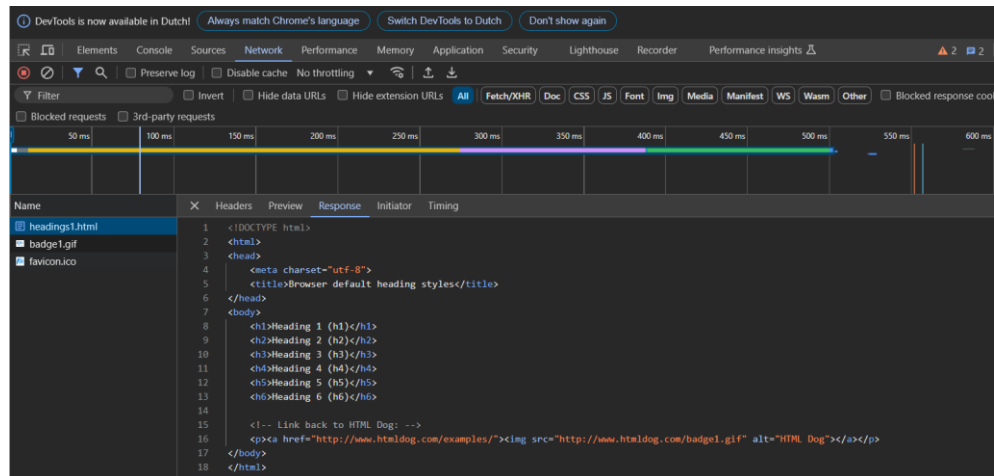 DevTools is now available in Dutch! Always match Chrome's language Switch DevTools to Dutch Don't show again
Elements Console Sources Network Performance Memory Application Security Lighthouse Recorder Performance insights 2 2
Preserve log Disable cache No throttling
Filter Invert Hide data URLs Hide extension URLs All Fetch/XHR Doc CSS JS Font Img Media Manifest WS Wasm Other Blocked response coo
Blocked requests 3rd-party requests
50 ms 100 ms 150 ms 200 ms 250 ms 300 ms 350 ms 400 ms 450 ms 500 ms 550 ms 600 ms
Name Headers Preview Response Initiator Timing
headings1.html
badge1.gif
favicon.ico
1 <!DOCTYPE html>
2 <html>
3 <head>
4 <meta charset="utf-8">
5 <title>Browser default heading styles</title>
6 </head>
7 <body>
8 <h1>Heading 1 (h1)</h1>
9 <h2>Heading 2 (h2)</h2>
10 <h3>Heading 3 (h3)</h3>
11 <h4>Heading 4 (h4)</h4>
12 <h5>Heading 5 (h5)</h5>
13 <h6>Heading 6 (h6)</h6>
14
15 <!-- Link back to HTML Dog: -->
16 <p><a href="http://www.htmldog.com/examples/"><img src="http://www.htmldog.com/badge1.gif" alt="HTML Dog"></a></p>
17 </body>
18 </html>